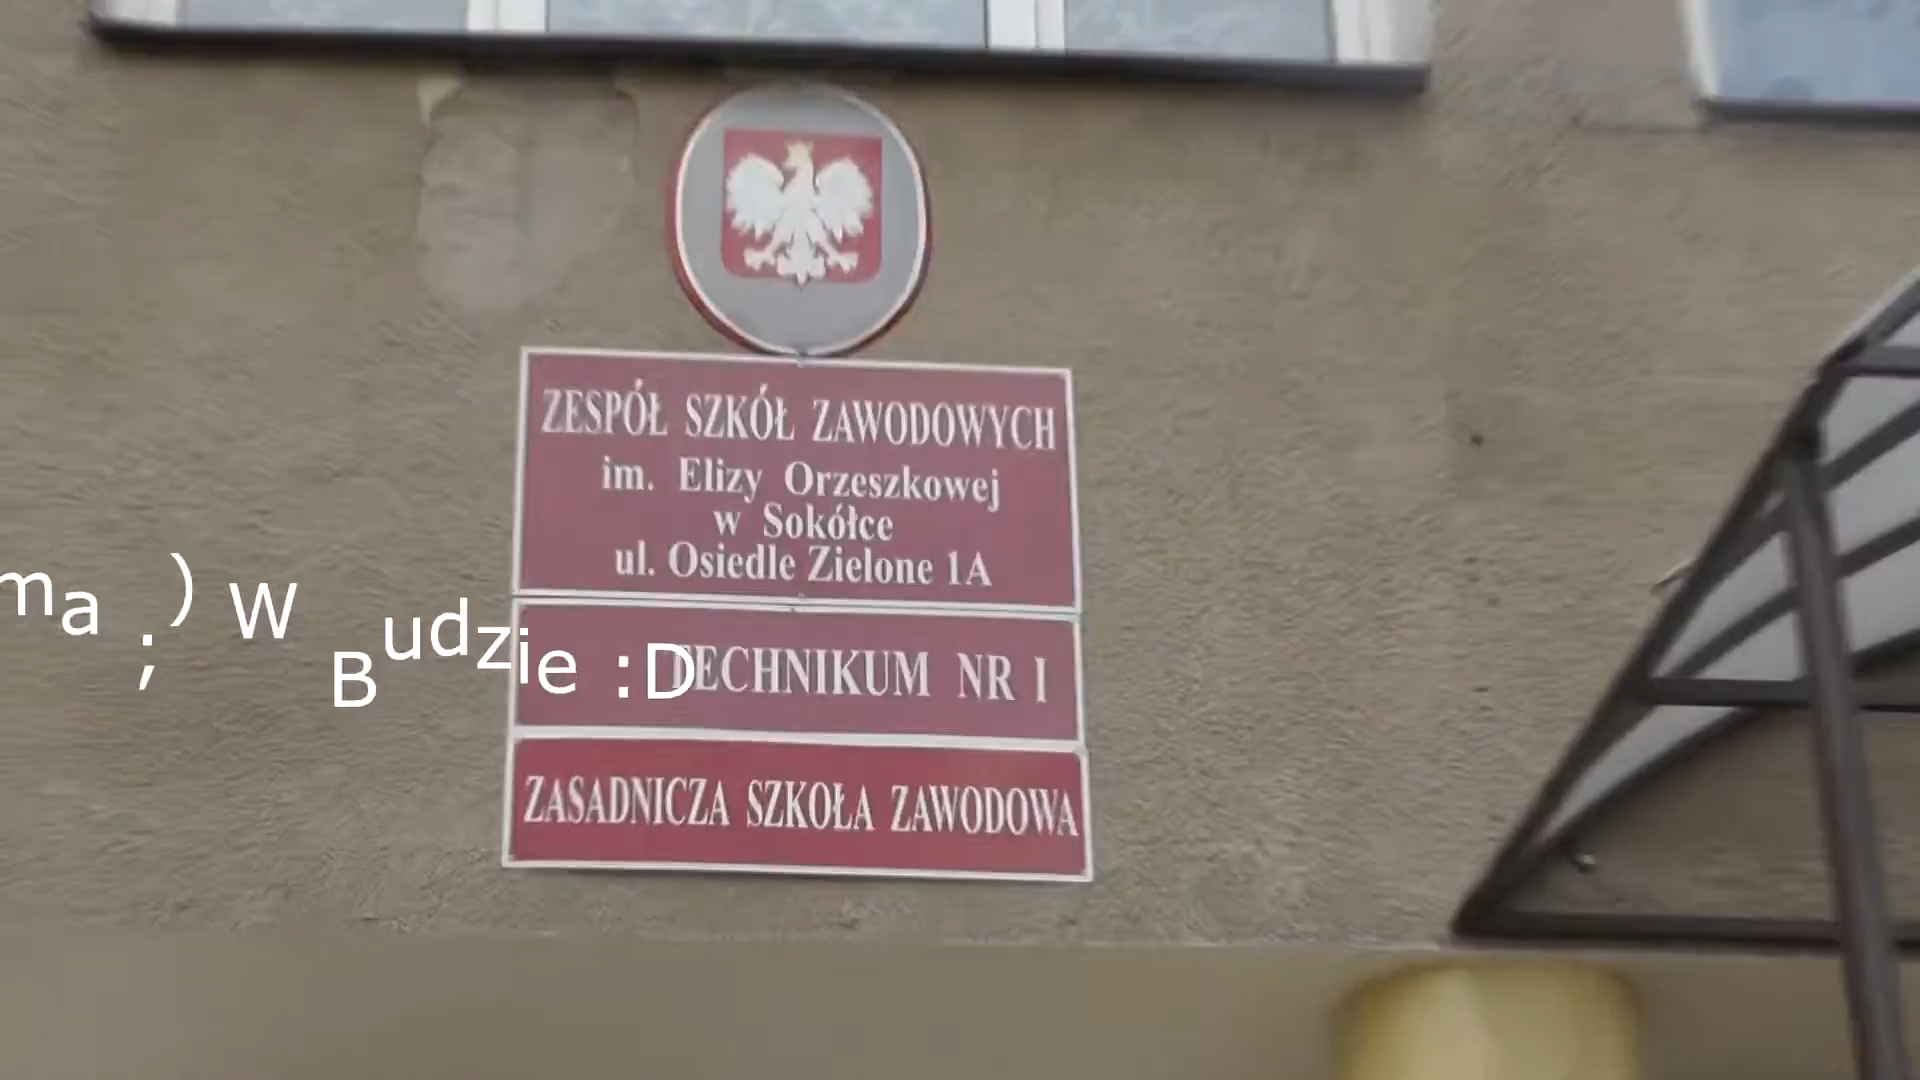 ZESPÓŁ SZKÓŁ ZAWODOWYCH
im. Elizy Orzeszkowej
w Sokółce
ul. Osiedle Zielone 1A
ma ;) W Budzie :D
TECHNIKUM NR I
ZASADNICZA SZKOŁA ZAWODOWA